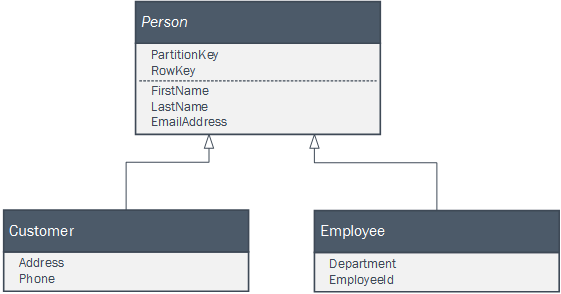 Person
PartitionKey
RowKey
FirstName
LastName
EmailAddress
Customer
Address
Phone
Employee
Department
EmployeeId